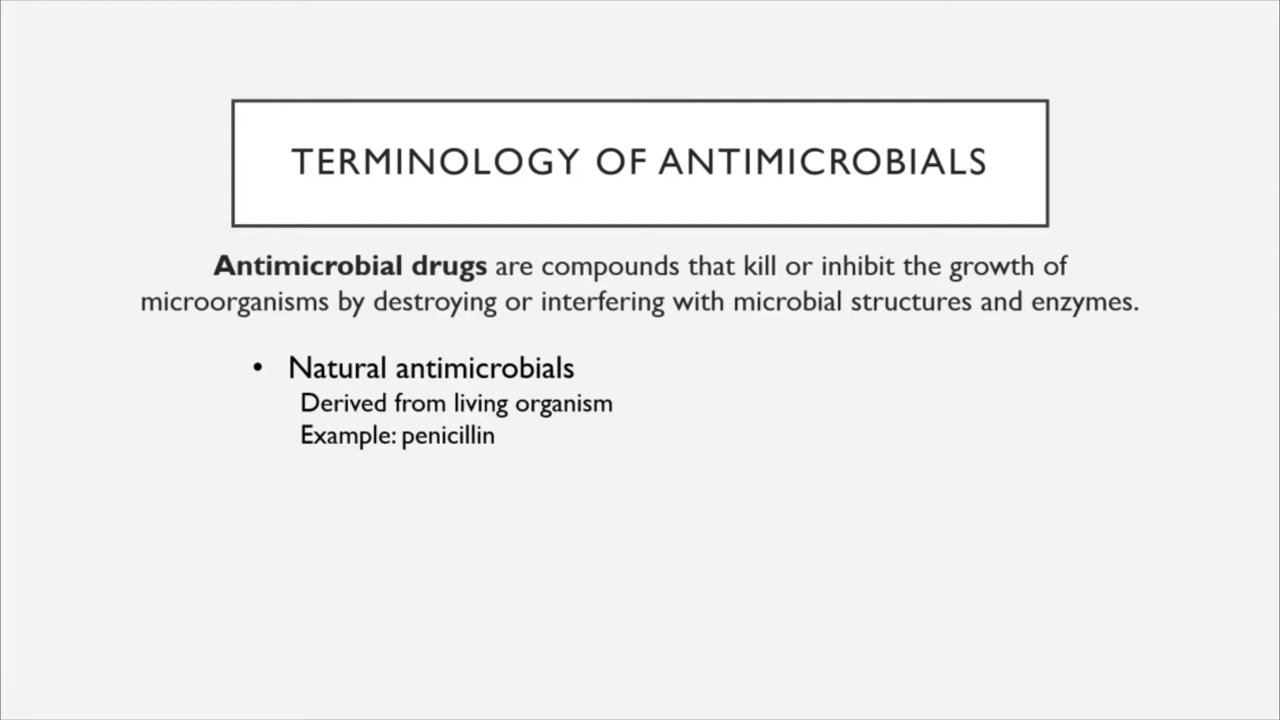 TERMINOLOGY OF ANTIMICROBIALS
Antimicrobial drugs are compounds that kill or inhibit the growth of
microorganisms by destroying or interfering with microbial structures and enzymes.
• Natural antimicrobials
Derived from living organism
Example: penicillin